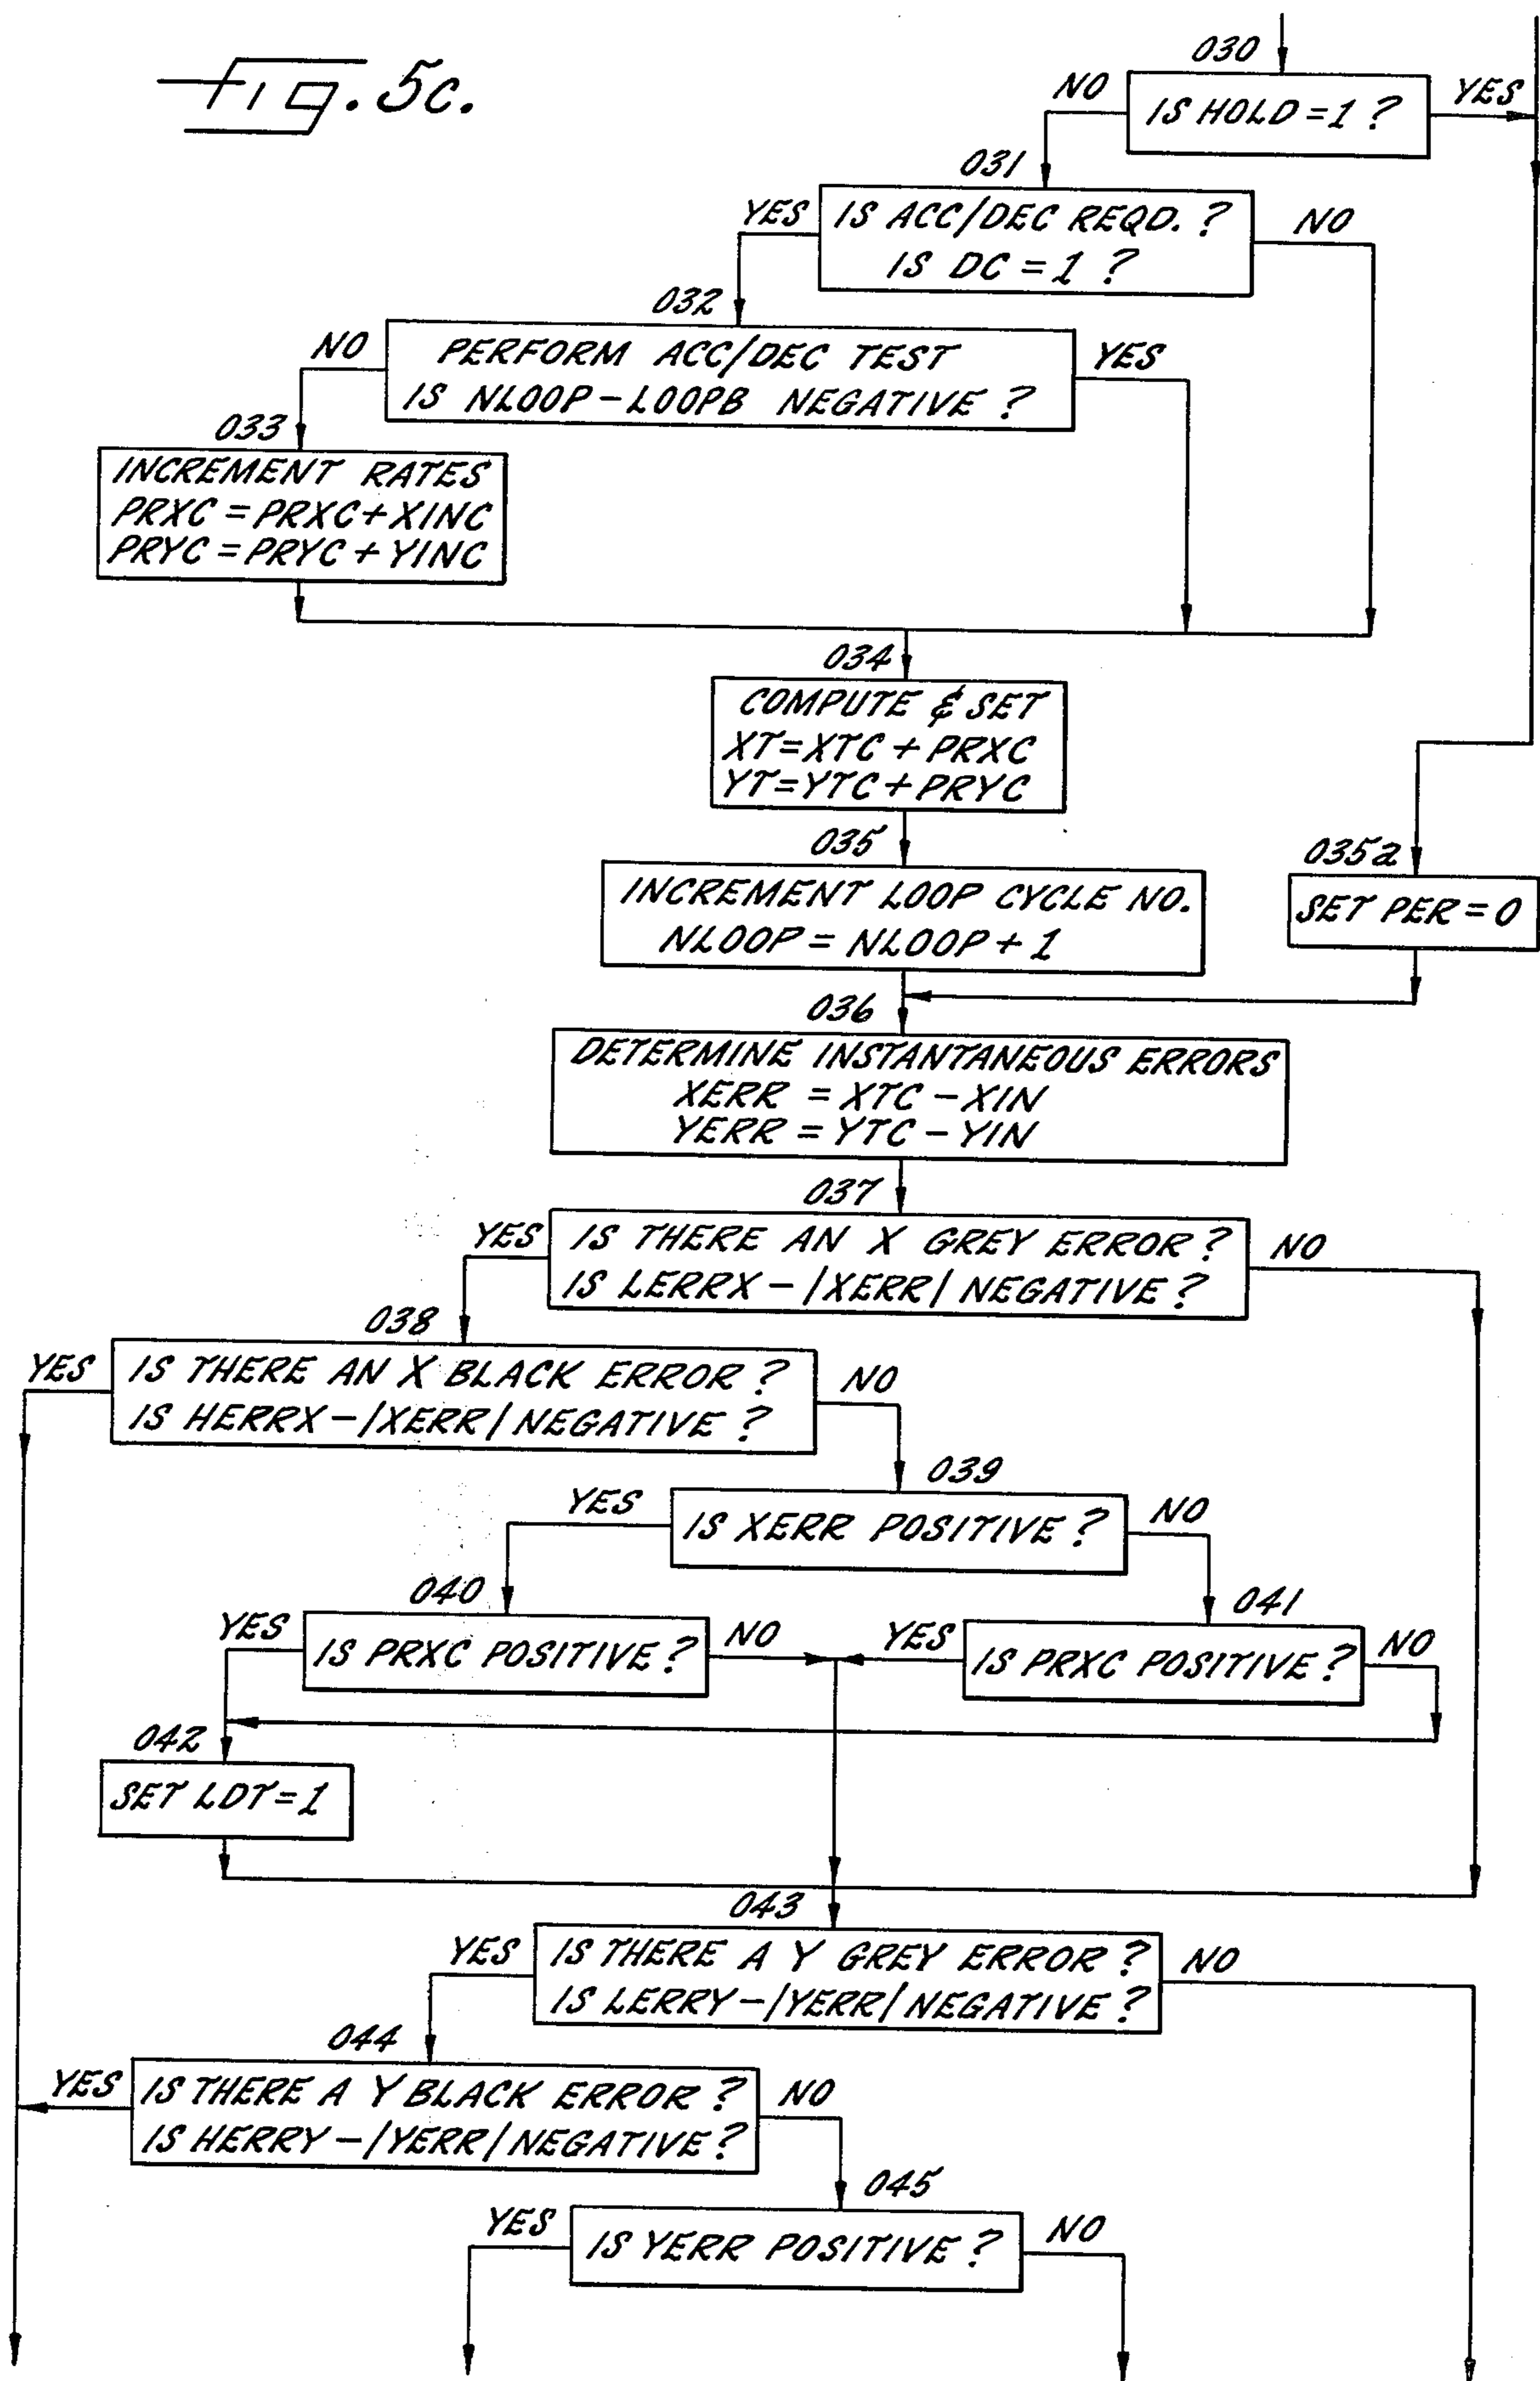 Fig. 5c.
030
NO
IS HOLD = 1 ?
YES
031
YES
IS ACC/DEC REQD. ?
IS DC = 1 ?
NO
032
NO
PERFORM ACC/DEC TEST
IS NLOOP - LOOPB NEGATIVE ?
YES
033
INCREMENT RATES
PRXC = PRXC + XINC
PRYC = PRYC + YINC
034
COMPUTE & SET
XT = XTC + PRXC
YT = YTC + PRYC
035
INCREMENT LOOP CYCLE NO.
NLOOP = NLOOP + 1
035a
SET PER = 0
036
DETERMINE INSTANTANEOUS ERRORS
XERR = XTC - XIN
YERR = YTC - YIN
037
YES
IS THERE AN X GREY ERROR ?
IS LERRX - /XERR/ NEGATIVE ?
NO
038
YES
IS THERE AN X BLACK ERROR ?
IS HERRX - /XERR/ NEGATIVE ?
NO
039
YES
IS XERR POSITIVE ?
NO
040
YES
IS PRXC POSITIVE ?
NO
041
YES
IS PRXC POSITIVE ?
NO
042
SET LDT = 1
043
YES
IS THERE A Y GREY ERROR ?
IS LERRY - /YERR/ NEGATIVE ?
NO
044
YES
IS THERE A Y BLACK ERROR ?
IS HERRY - /YERR/ NEGATIVE ?
NO
045
YES
IS YERR POSITIVE ?
NO